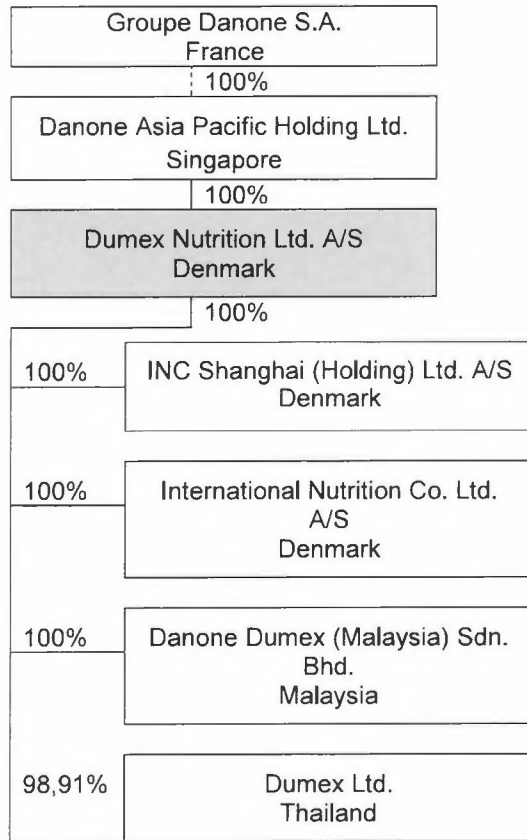 Groupe Danone S.A.
France
100%
Danone Asia Pacific Holding Ltd.
Singapore
100%
Dumex Nutrition Ltd. A/S
Denmark
100%
100%
INC Shanghai (Holding) Ltd. A/S
Denmark
100%
International Nutrition Co. Ltd.
A/S
Denmark
100%
Danone Dumex (Malaysia) Sdn.
Bhd.
Malaysia
98,91%
Dumex Ltd.
Thailand